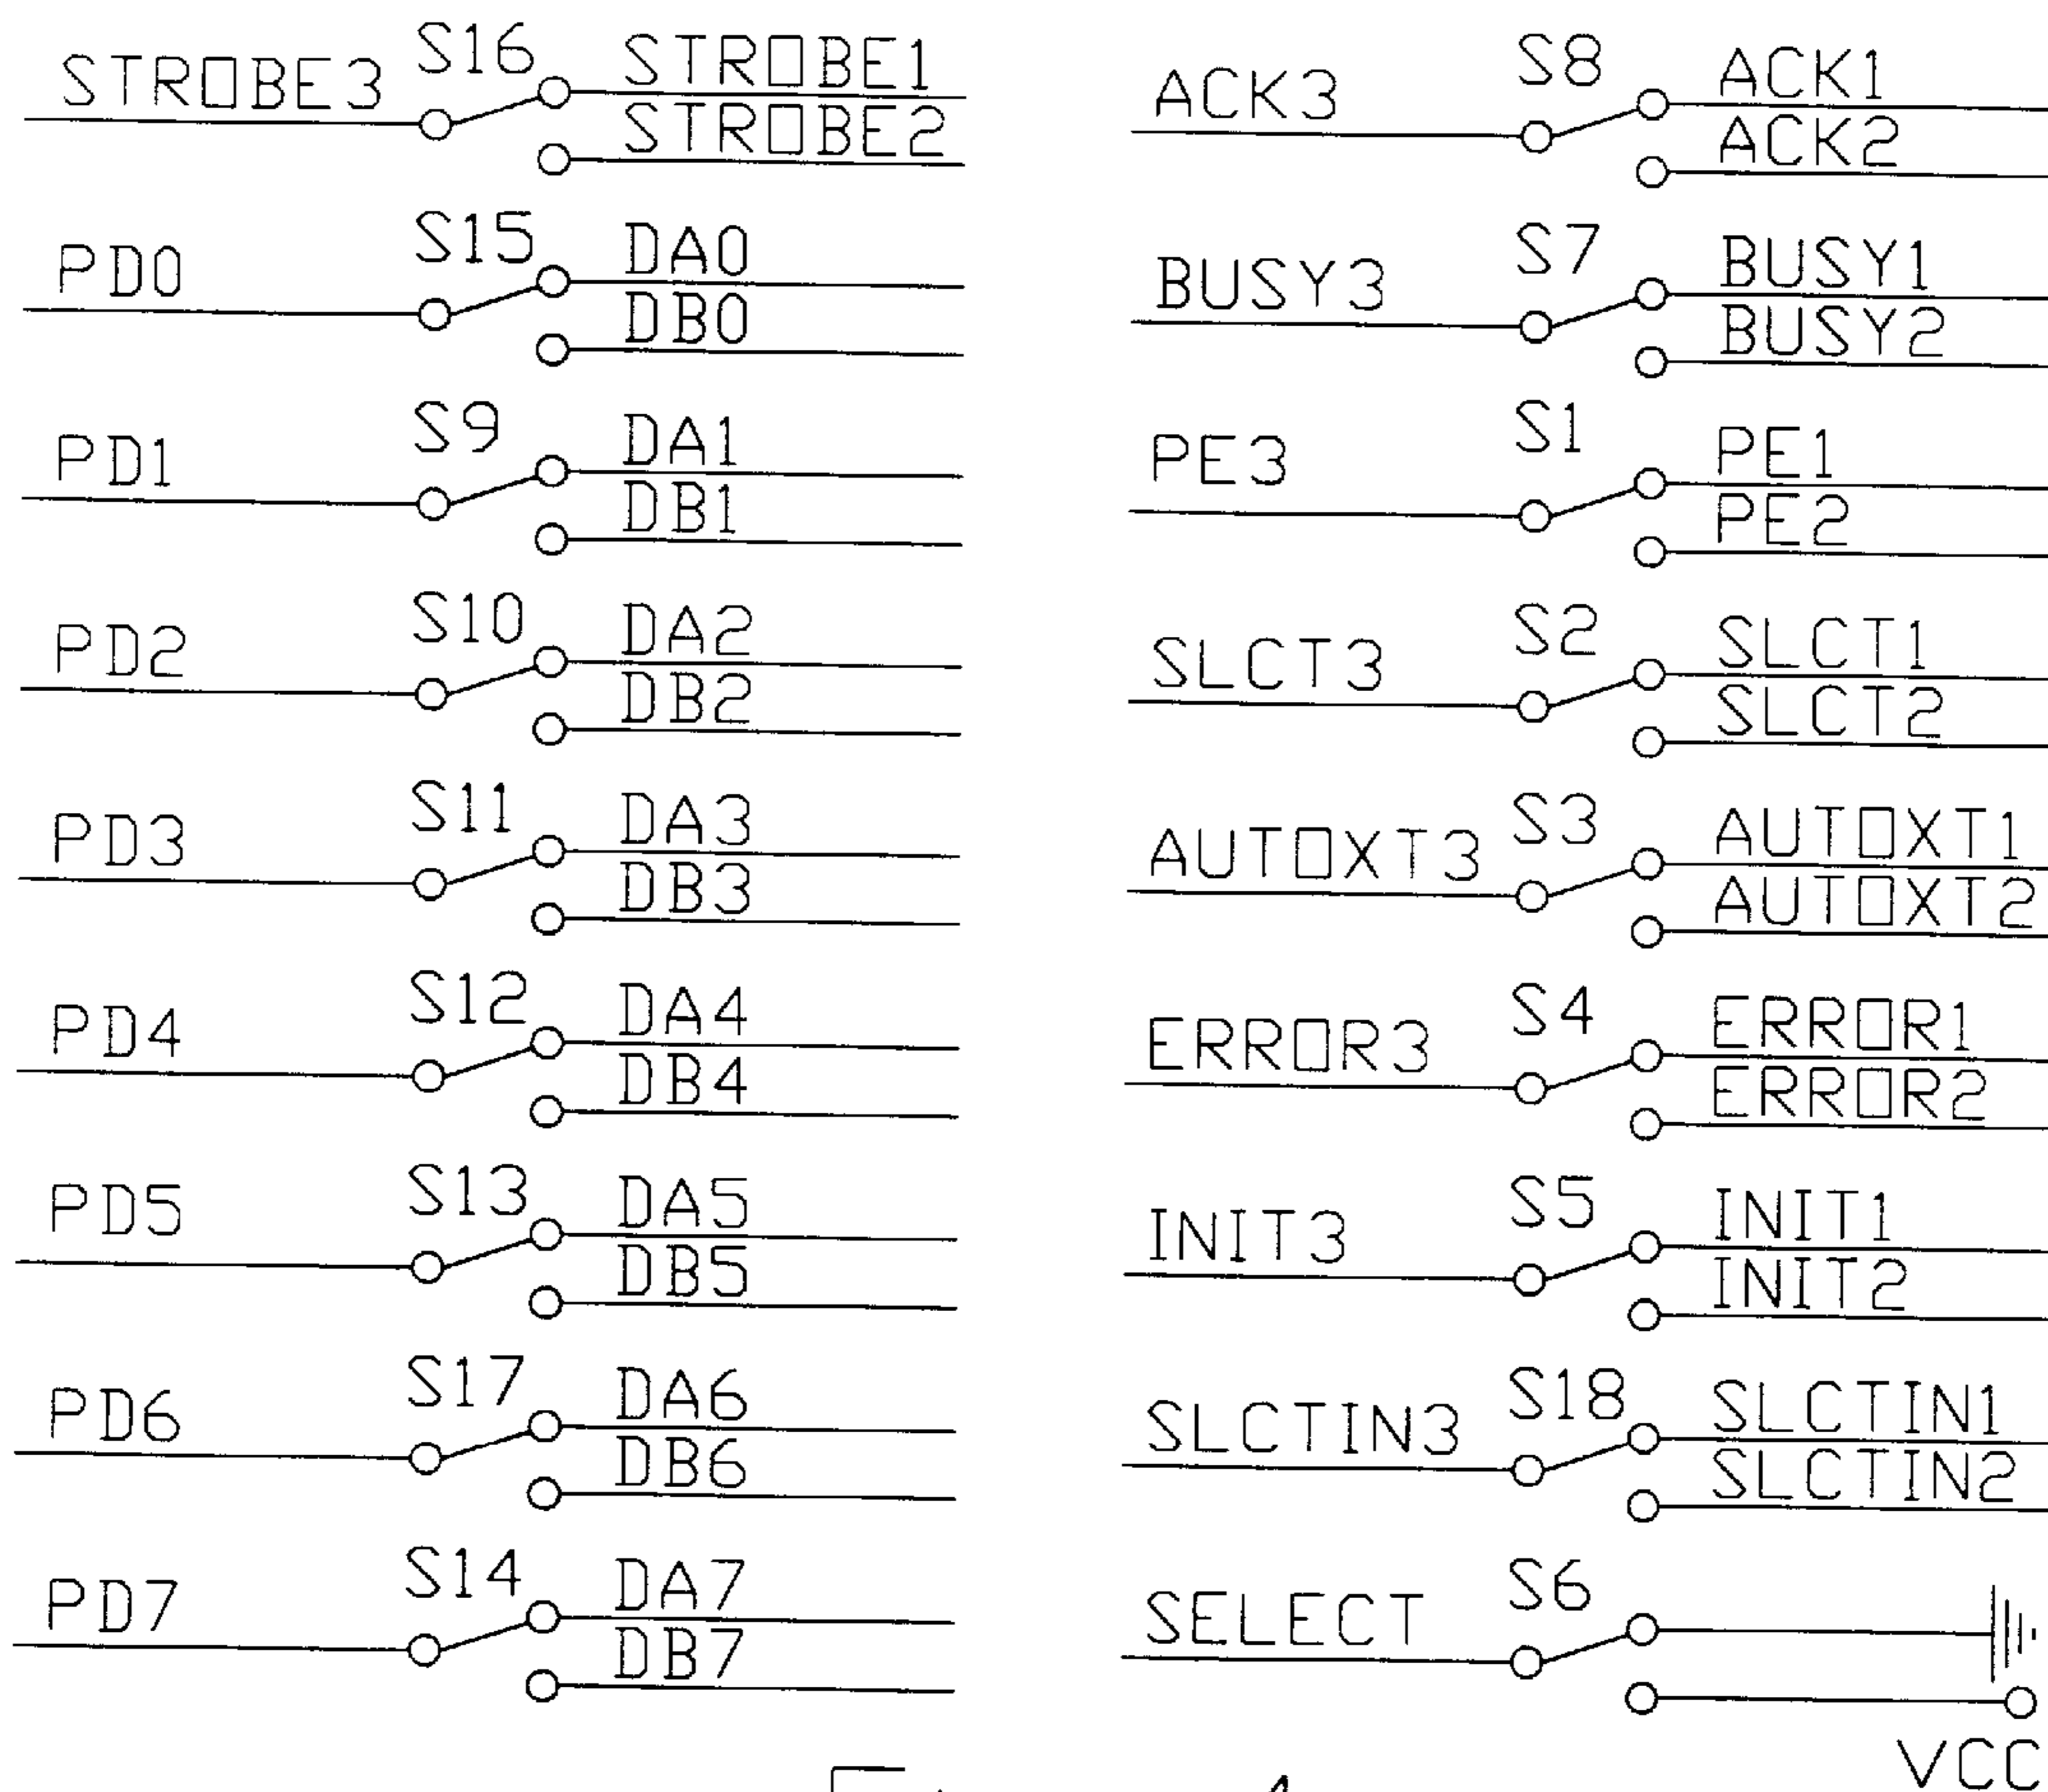 STROBE3 S16 STROBE1
STROBE2
PD0 S15 DA0
DB0
PD1 S9 DA1
DB1
PD2 S10 DA2
DB2
PD3 S11 DA3
DB3
PD4 S12 DA4
DB4
PD5 S13 DA5
DB5
PD6 S17 DA6
DB6
PD7 S14 DA7
DB7
ACK3 S8 ACK1
ACK2
BUSY3 S7 BUSY1
BUSY2
PE3 S1 PE1
PE2
SLCT3 S2 SLCT1
SLCT2
AUTOXT3 S3 AUTOXT1
AUTOXT2
ERROR3 S4 ERROR1
ERROR2
INIT3 S5 INIT1
INIT2
SLCTIN3 S18 SLCTIN1
SLCTIN2
SELECT S6
VCC